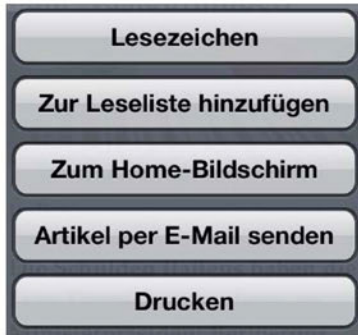 Lesezeichen
Zur Leseliste hinzufügen
Zum Home-Bildschirm
Artikel per E-Mail senden
Drucken